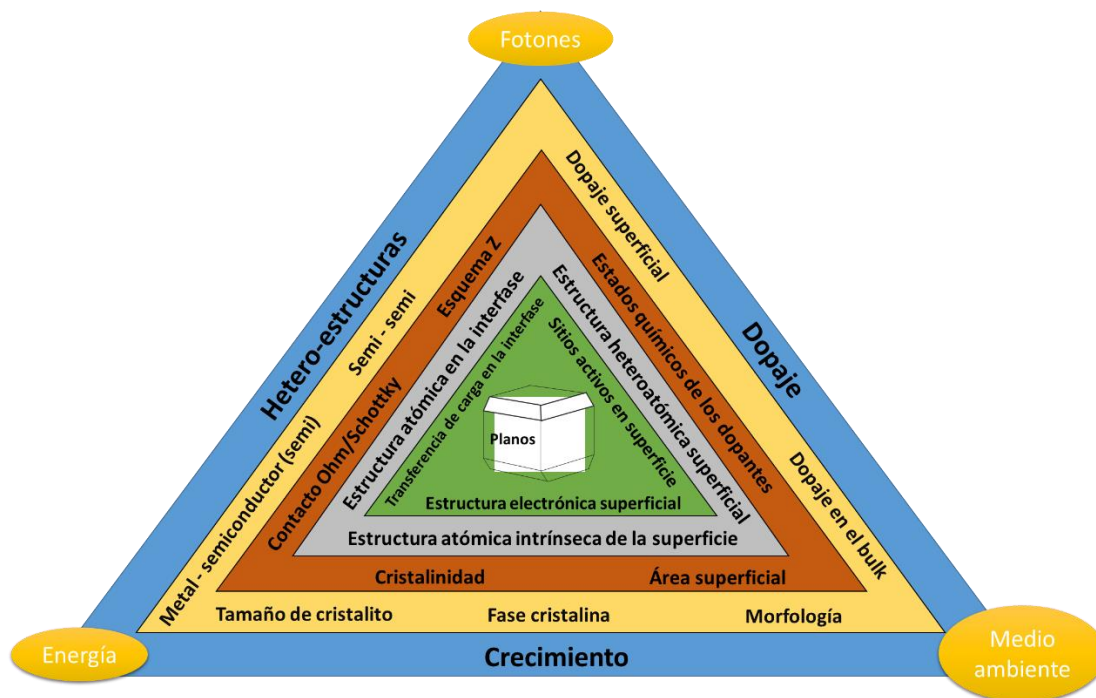 Fotones
Hetero-estructuras
Dopaje
Crecimiento
Energía
Medio
ambiente
Metal - semiconductor (semi)
Semi - semi
Dopaje superficial
Dopaje en el bulk
Tamaño de cristalito
Fase cristalina
Morfología
Contacto Ohm/Schottky
Esquema Z
Estados químicos de los dopantes
Cristalinidad
Área superficial
Estructura atómica en la interfase
Estructura heteroatómica superficial
Estructura atómica intrínseca de la superficie
Transferencia de carga en la interfase
Sitios activos en superficie
Estructura electrónica superficial
Planos